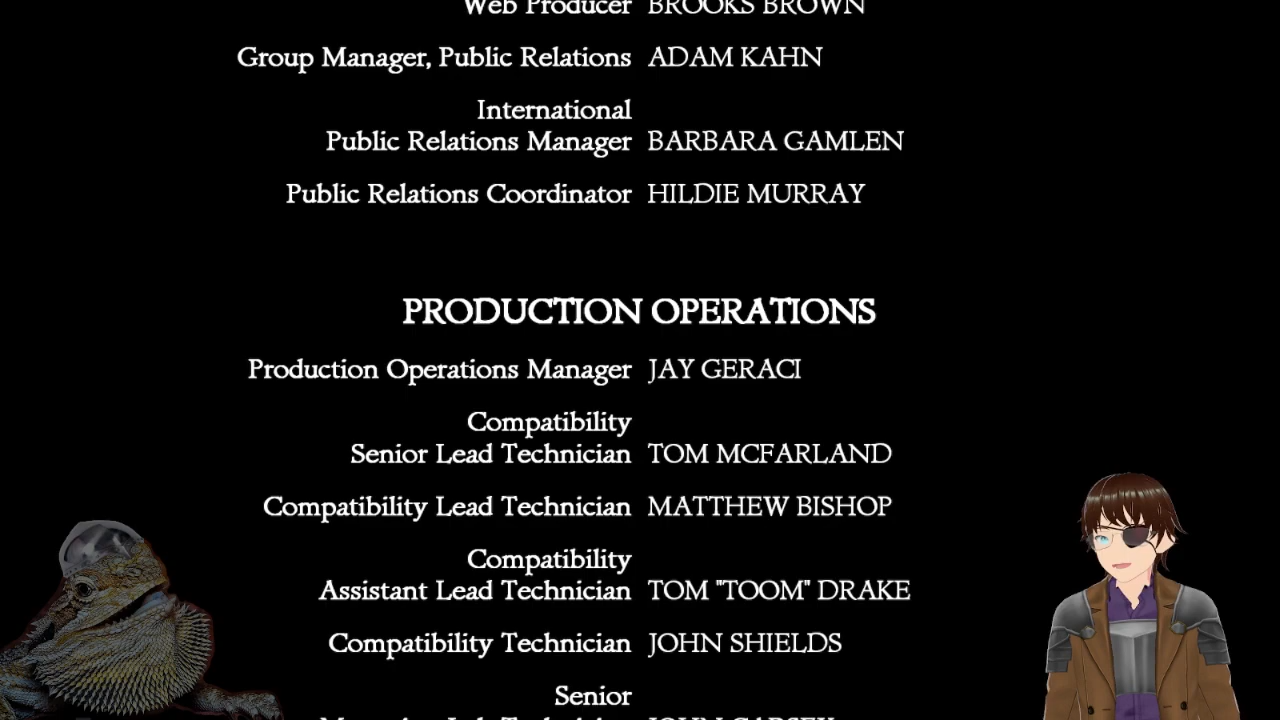 Web Producer BROOKS BROWN
Group Manager, Public Relations ADAM KAHN
International
Public Relations Manager BARBARA GAMLEN
Public Relations Coordinator HILDIE MURRAY
PRODUCTION OPERATIONS
Production Operations Manager JAY GERACI
Compatibility
Senior Lead Technician TOM MCFARLAND
Compatibility Lead Technician MATTHEW BISHOP
Compatibility
Assistant Lead Technician TOM "TOOM" DRAKE
Compatibility Technician JOHN SHIELDS
Senior